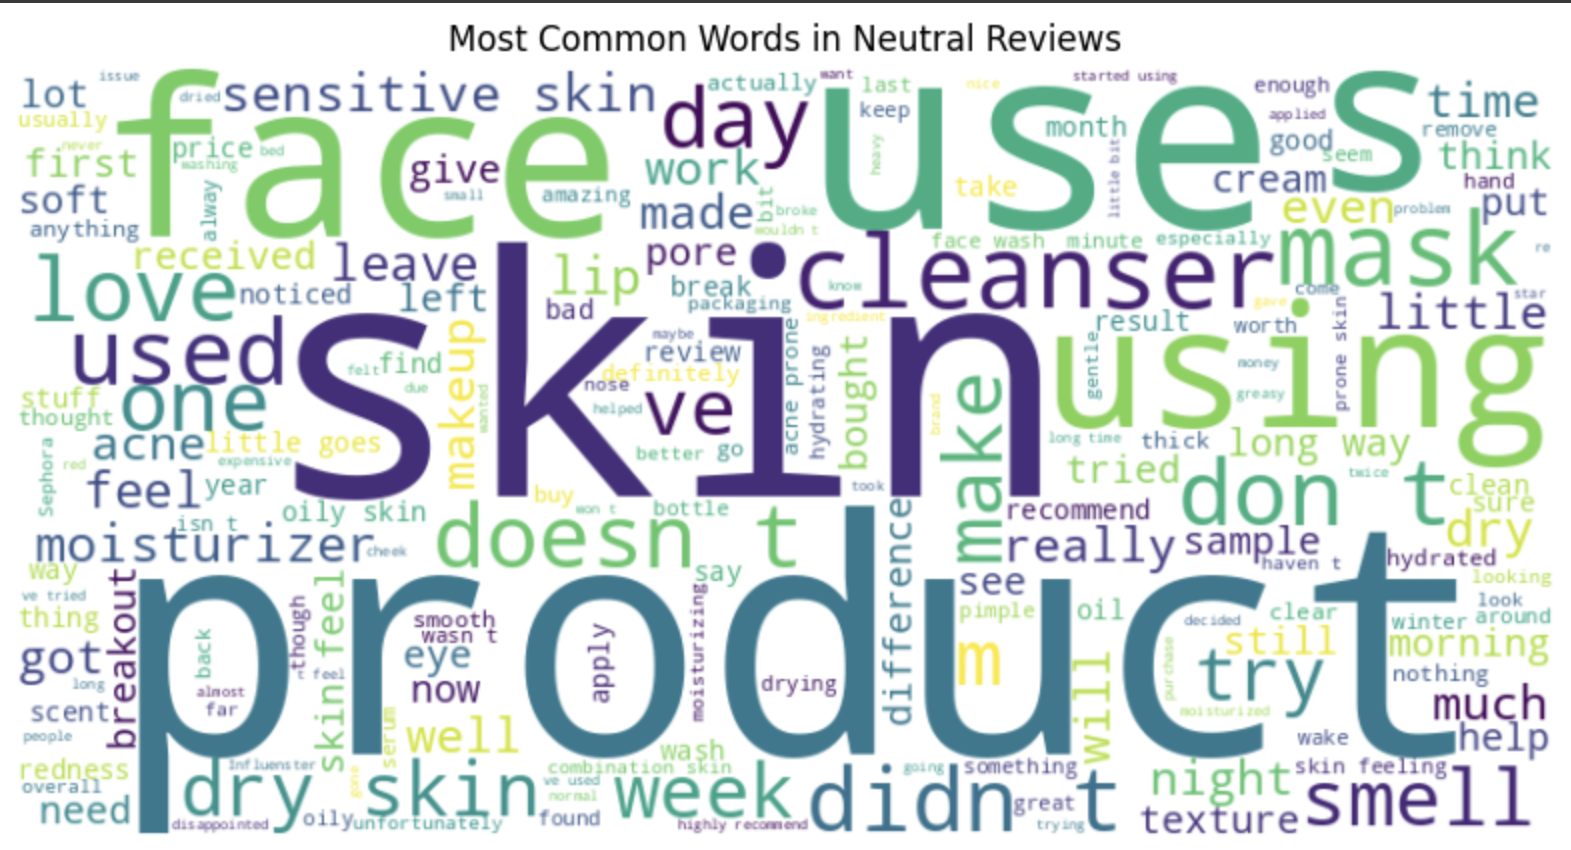 Most Common Words in Neutral Reviews
lot
issue
dried
sensitive skin
actually
want
last
nice
started using
enough
time
usually
face
day
keep
uses
month
applied
remove
never
first
price
bed
washing
give
work
heavy
little bit
good
seem
think
soft
alway
small
amazing
made
bit
broke
wouldn t
take
cream
hand
even
problem
put
anything
received
leave
lip
pore
cleanser
face wash
minute
especially
mask
re
love
noticed
left
bad
break
packaging
know
ingredient
gave
come
little
star
used
skin
maybe
review
definitely
nose
helped
ve
acne prone
hydrating
bought
brand
make
using
result
gentle
worth
money
greasy
prone skin
felt
find
due
makeup
wanted
stuff
thought
one
acne
little goes
expensive
better
go
long time
thick
long way
Sephora
red
feel
year
buy
took
tried
don t
twice
clean
sure
dry
isn t
oily skin
won t
bottle
recommend
moisturizer
cheek
doesn t
really
sample
haven t
hydrated
way
say
difference
see
looking
ve tried
breakout
product
thing
though
skin feel
smooth
wasn t
moisturizing
pimple
oil
decided
clear
look
winter
around
got
back
t feel
eye
apply
m
still
morning
long
almost
far
now
drying
will
purchase
try
nothing
scent
moisturized
much
people
serum
well
wash
wake
help
redness
Influenster
combination skin
going
something
night
skin feeling
overall
dry skin
gone
ve used
normal
week
didn t
smell
need
disappointed
oily
unfortunately
found
highly recommend
great
trying
texture